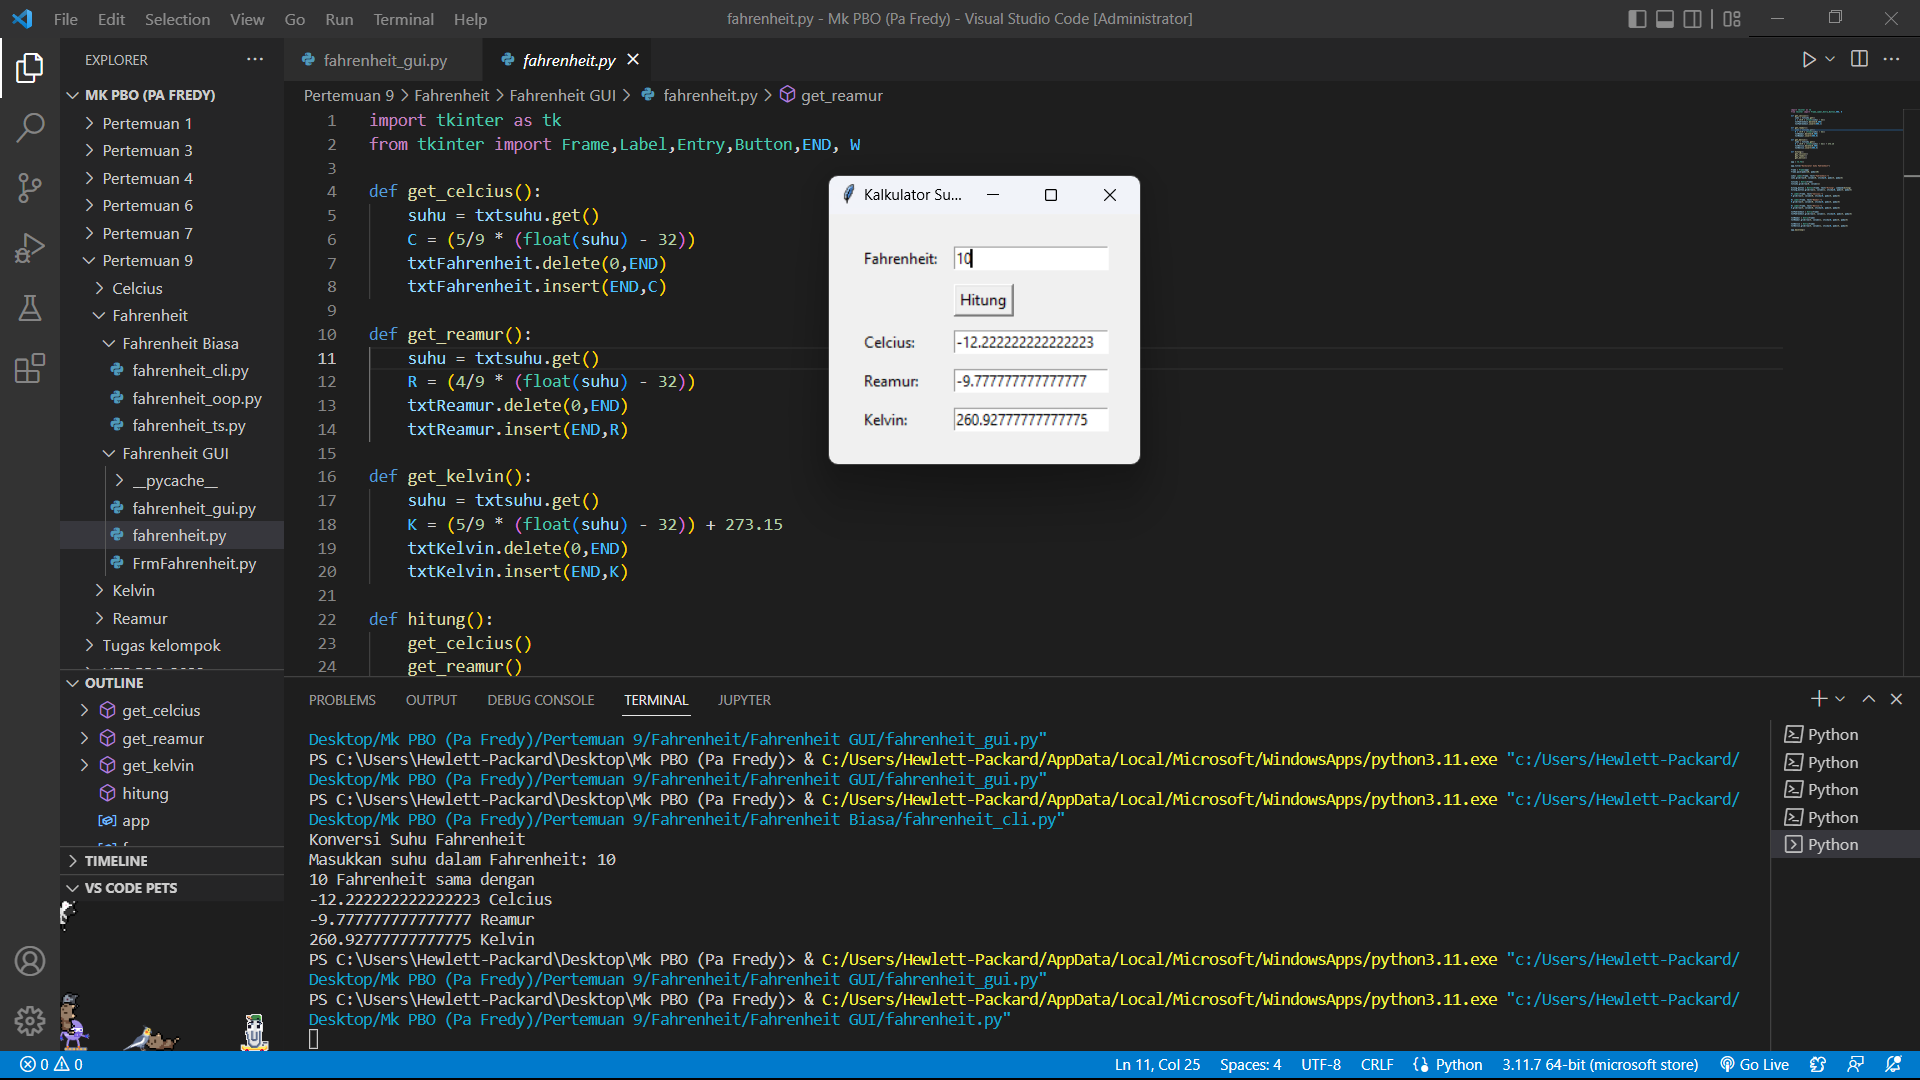 File Edit Selection View Go Run Terminal Help
fahrenheit.py - Mk PBO (Pa Fredy) - Visual Studio Code [Administrator]
EXPLORER
MK PBO (PA FREDY)
Pertemuan 1
Pertemuan 3
Pertemuan 4
Pertemuan 6
Pertemuan 7
Pertemuan 9
Celcius
Fahrenheit
Fahrenheit Biasa
fahrenheit_cli.py
fahrenheit_oop.py
fahrenheit_ts.py
Fahrenheit GUI
__pycache__
fahrenheit_gui.py
fahrenheit.py
FrmFahrenheit.py
Kelvin
Reamur
Tugas kelompok
OUTLINE
get_celcius
get_reamur
get_kelvin
hitung
app
TIMELINE
VS CODE PETS
fahrenheit_gui.py
fahrenheit.py
Pertemuan 9 > Fahrenheit > Fahrenheit GUI > fahrenheit.py > get_reamur
1 import tkinter as tk
2 from tkinter import Frame,Label,Entry,Button,END, W
3
4 def get_celcius():
5 suhu = txtsuhu.get()
6 C = (5/9 * (float(suhu) - 32))
7 txtFahrenheit.delete(0,END)
8 txtFahrenheit.insert(END,C)
9
10 def get_reamur():
11 suhu = txtsuhu.get()
12 R = (4/9 * (float(suhu) - 32))
13 txtReamur.delete(0,END)
14 txtReamur.insert(END,R)
15
16 def get_kelvin():
17 suhu = txtsuhu.get()
18 K = (5/9 * (float(suhu) - 32)) + 273.15
19 txtKelvin.delete(0,END)
20 txtKelvin.insert(END,K)
21
22 def hitung():
23 get_celcius()
24 get_reamur()
Kalkulator Su...
Fahrenheit: 10
Hitung
Celcius: -12.222222222222223
Reamur: -9.777777777777777
Kelvin: 260.92777777777775
PROBLEMS OUTPUT DEBUG CONSOLE TERMINAL JUPYTER
Desktop/Mk PBO (Pa Fredy)/Pertemuan 9/Fahrenheit/Fahrenheit GUI/fahrenheit_gui.py"
PS C:\Users\Hewlett-Packard\Desktop\Mk PBO (Pa Fredy)> & C:/Users/Hewlett-Packard/AppData/Local/Microsoft/WindowsApps/python3.11.exe "c:/Users/Hewlett-Packard/
Desktop/Mk PBO (Pa Fredy)/Pertemuan 9/Fahrenheit/Fahrenheit GUI/fahrenheit_gui.py"
PS C:\Users\Hewlett-Packard\Desktop\Mk PBO (Pa Fredy)> & C:/Users/Hewlett-Packard/AppData/Local/Microsoft/WindowsApps/python3.11.exe "c:/Users/Hewlett-Packard/
Desktop/Mk PBO (Pa Fredy)/Pertemuan 9/Fahrenheit/Fahrenheit Biasa/fahrenheit_cli.py"
Konversi Suhu Fahrenheit
Masukkan suhu dalam Fahrenheit: 10
10 Fahrenheit sama dengan
-12.222222222222223 Celcius
-9.777777777777777 Reamur
260.92777777777775 Kelvin
PS C:\Users\Hewlett-Packard\Desktop\Mk PBO (Pa Fredy)> & C:/Users/Hewlett-Packard/AppData/Local/Microsoft/WindowsApps/python3.11.exe "c:/Users/Hewlett-Packard/
Desktop/Mk PBO (Pa Fredy)/Pertemuan 9/Fahrenheit/Fahrenheit GUI/fahrenheit_gui.py"
PS C:\Users\Hewlett-Packard\Desktop\Mk PBO (Pa Fredy)> & C:/Users/Hewlett-Packard/AppData/Local/Microsoft/WindowsApps/python3.11.exe "c:/Users/Hewlett-Packard/
Desktop/Mk PBO (Pa Fredy)/Pertemuan 9/Fahrenheit/Fahrenheit GUI/fahrenheit.py"
Python
Python
Python
Python
Python
0 0
Ln 11, Col 25 Spaces: 4 UTF-8 CRLF Python 3.11.7 64-bit (microsoft store) Go Live